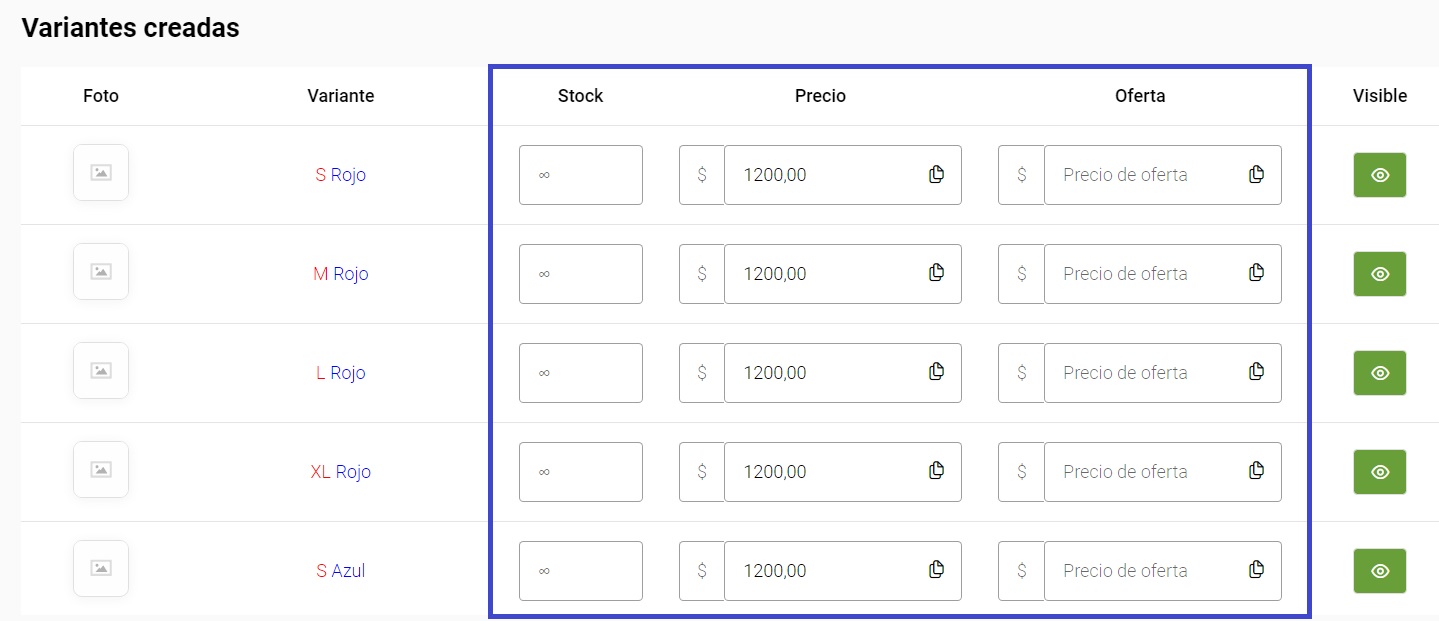 Variantes creadas
Foto Variante Stock Precio Oferta Visible
S Rojo ∞ $ 1200,00 $ Precio de oferta
M Rojo ∞ $ 1200,00 $ Precio de oferta
L Rojo ∞ $ 1200,00 $ Precio de oferta
XL Rojo ∞ $ 1200,00 $ Precio de oferta
S Azul ∞ $ 1200,00 $ Precio de oferta